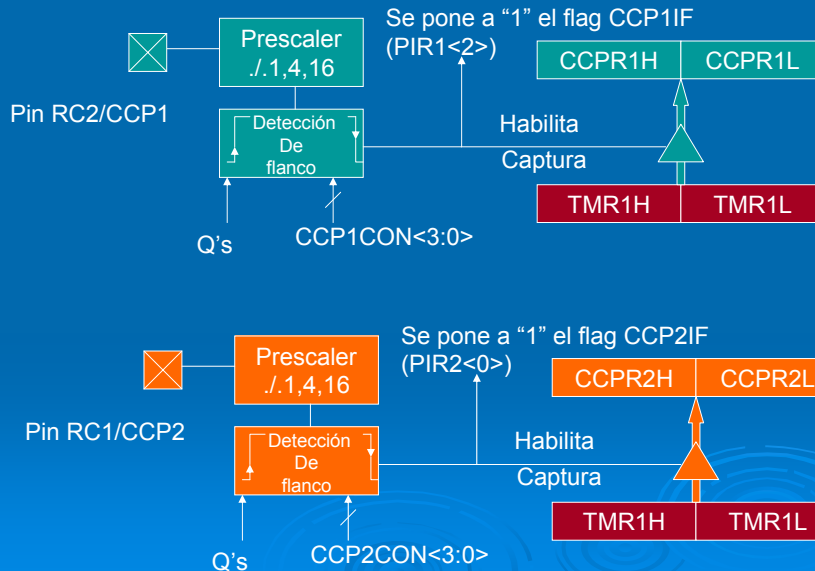 Se pone a “1” el flag CCP1IF
(PIR1<2>)
Prescaler
./.1,4,16
CCPR1H
CCPR1L
Pin RC2/CCP1
Detección
De
flanco
Habilita
Captura
TMR1H
TMR1L
Q’s
CCP1CON<3:0>
Se pone a “1” el flag CCP2IF
(PIR2<0>)
Prescaler
./.1,4,16
CCPR2H
CCPR2L
Pin RC1/CCP2
Detección
De
flanco
Habilita
Captura
TMR1H
TMR1L
Q’s
CCP2CON<3:0>